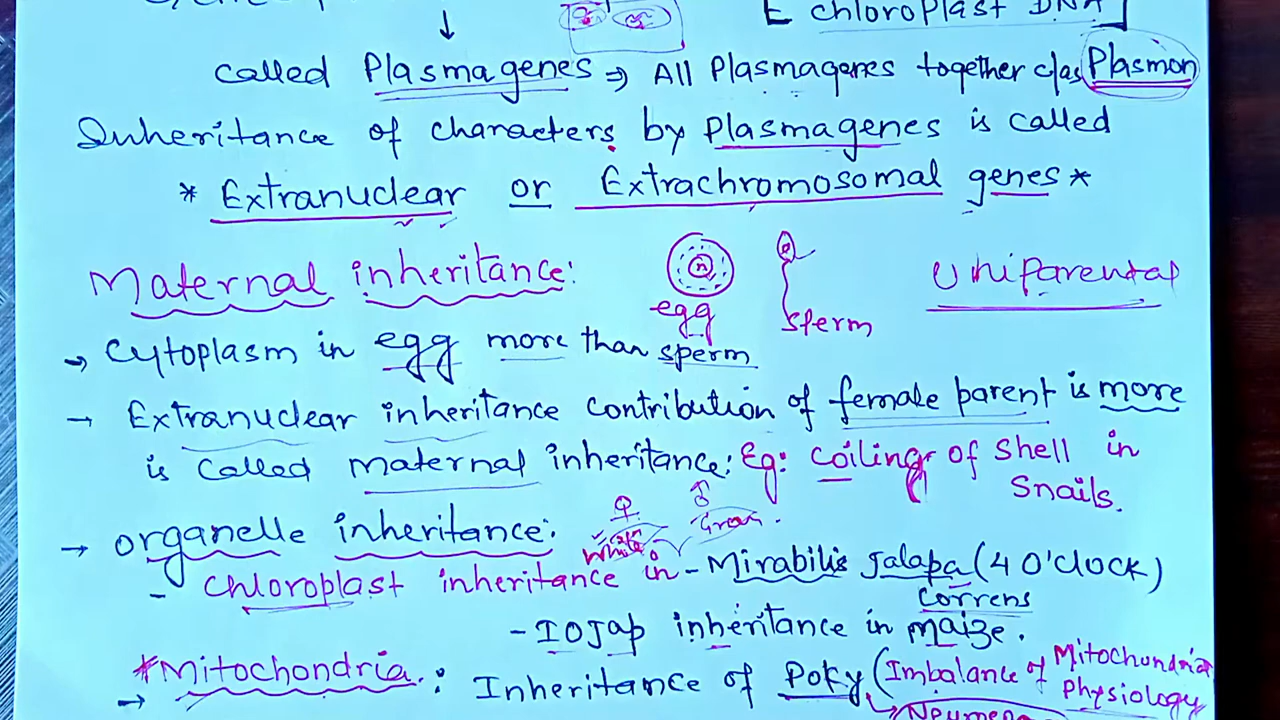 [ chloroplast DNA]
called Plasmagenes ⇒ All Plasmagenes together c/as Plasmon
Inheritance of characters by Plasmagenes is called
* Extranuclear or Extrachromosomal genes *
Maternal inheritance: Uniparental
egg sperm
→ Cytoplasm in egg more than sperm
→ Extranuclear inheritance contribution of female parent is more
is called maternal inheritance: Eg: coiling of shell in
Snails.
♀ ♂
→ organelle inheritance:
White
- Chloroplast inheritance in - Mirabilis Jalapa (4 O'clock)
Correns
- IOJap inheritance in maize.
→ *Mitochondria: Inheritance of Poky (Imbalance of Mitochondria
Physiology